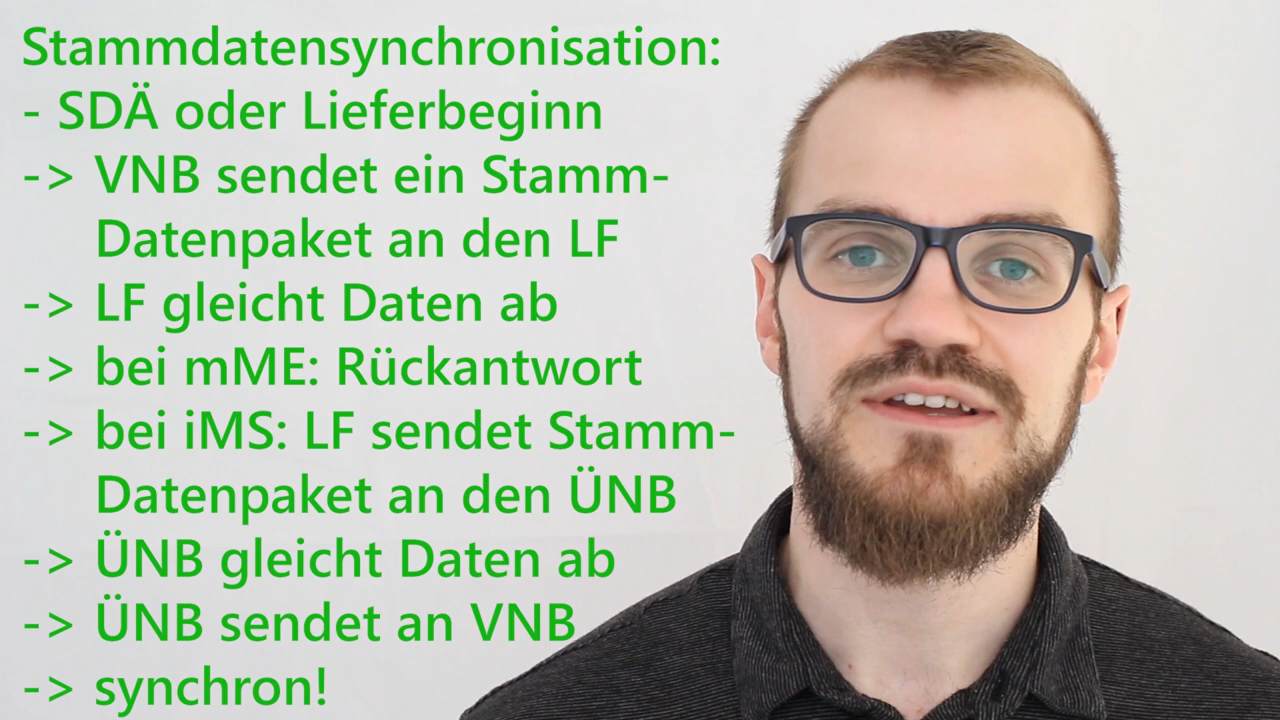 Stammdatensynchronisation:
- SDÄ oder Lieferbeginn
-> VNB sendet ein Stamm-
Datenpaket an den LF
-> LF gleicht Daten ab
-> bei mME: Rückantwort
-> bei iMS: LF sendet Stamm-
Datenpaket an den ÜNB
-> ÜNB gleicht Daten ab
-> ÜNB sendet an VNB
-> synchron!